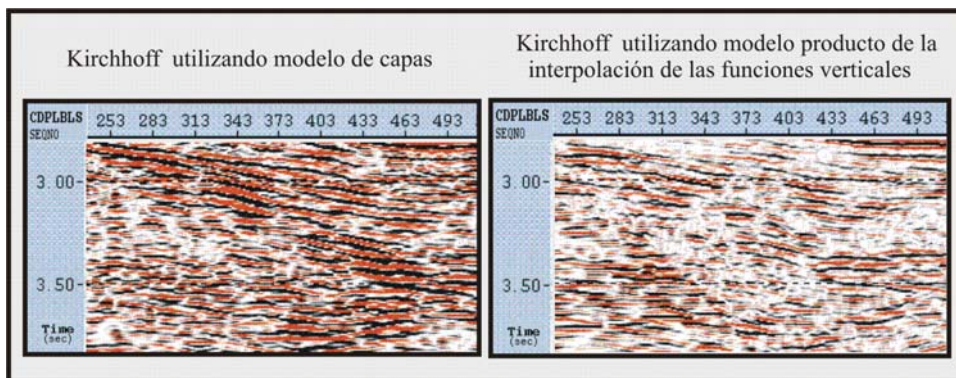 Kirchhoff utilizando modelo de capas
CDPLBLS 253 283 313 343 373 403 433 463 493
SEQNO
3.00-
3.50-
Time
(sec)
Kirchhoff utilizando modelo producto de la
interpolación de las funciones verticales
CDPLBLS 253 283 313 343 373 403 433 463 493
SEQNO
3.00-
3.50-
Time
(sec)